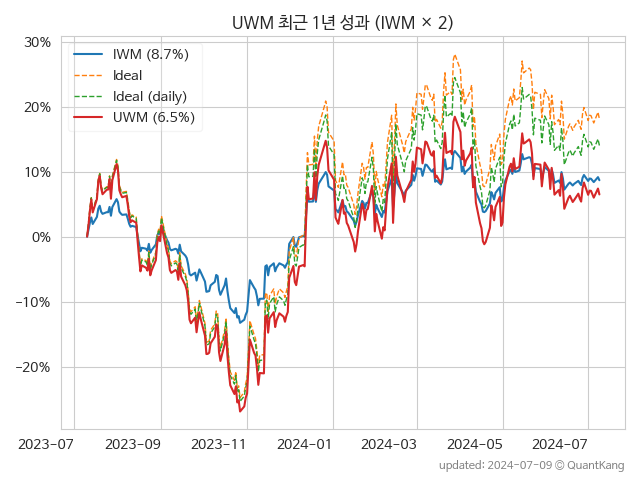 UWM 최근 1년 성과 (IWM × 2)
30%
20%
10%
0%
−10%
−20%
IWM (8.7%)
Ideal
Ideal (daily)
UWM (6.5%)
2023-07 2023-09 2023-11 2024-01 2024-03 2024-05 2024-07
updated: 2024-07-09 © QuantKang